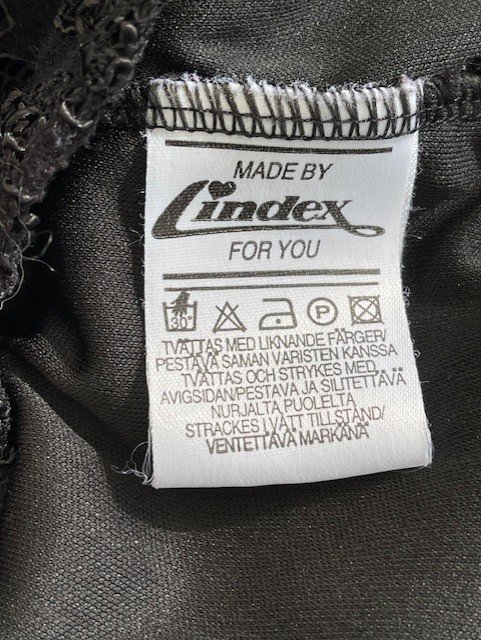 MADE BY
Lindex
FOR YOU
30° P
TVÄTTAS MED LIKNANDE FÄRGER/
PESTÄVÄ SAMAN VARISTEN KANSSA
TVÄTTAS OCH STRYKES MED
AVIGSIDAN/PESTÄVÄ JA SILITETTÄVÄ
NURJALTA PUOLELTA
STRÄCKES I VÅTT TILLSTÅND/
VENTETTÄVÄ MÄRKÄNÄ